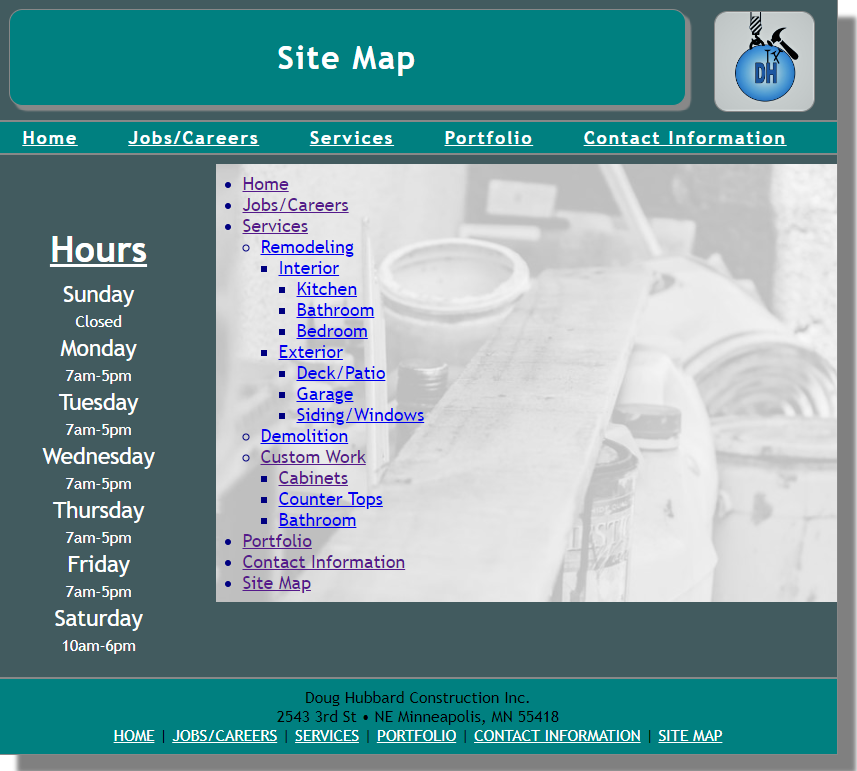 Site Map
DH
Home Jobs/Careers Services Portfolio Contact Information
Hours
Sunday
Closed
Monday
7am-5pm
Tuesday
7am-5pm
Wednesday
7am-5pm
Thursday
7am-5pm
Friday
7am-5pm
Saturday
10am-6pm
Home
Jobs/Careers
Services
Remodeling
Interior
Kitchen
Bathroom
Bedroom
Exterior
Deck/Patio
Garage
Siding/Windows
Demolition
Custom Work
Cabinets
Counter Tops
Bathroom
Portfolio
Contact Information
Site Map
Doug Hubbard Construction Inc.
2543 3rd St • NE Minneapolis, MN 55418
HOME | JOBS/CAREERS | SERVICES | PORTFOLIO | CONTACT INFORMATION | SITE MAP